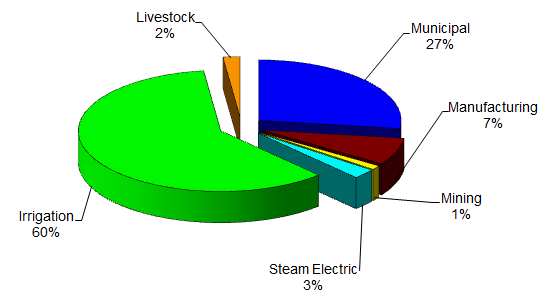 Livestock
2%
Municipal
27%
Manufacturing
7%
Mining
1%
Steam Electric
3%
Irrigation
60%